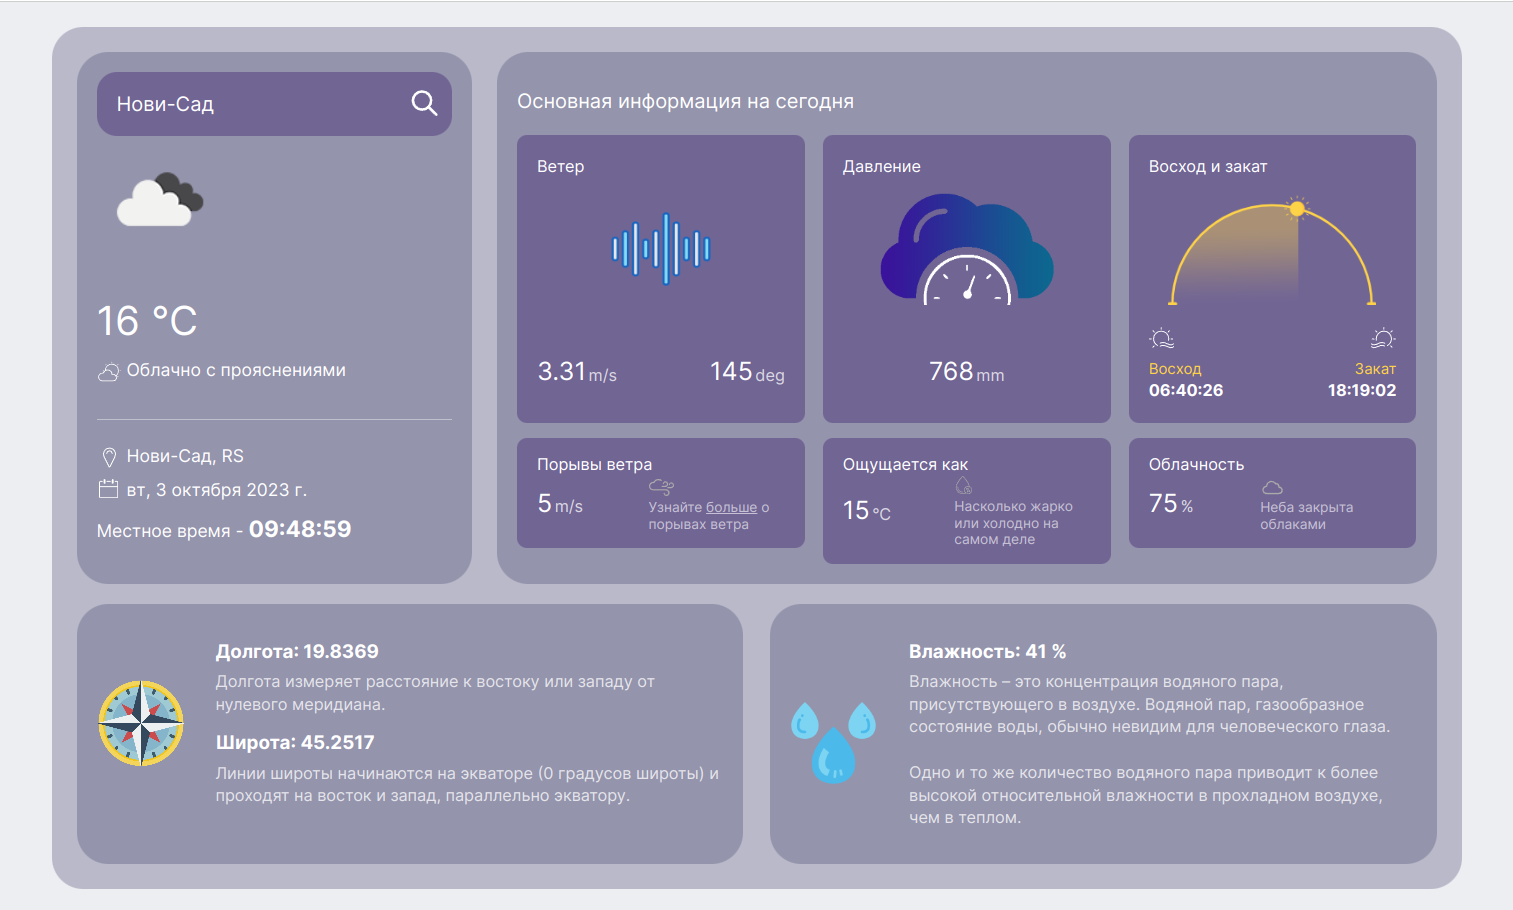 Нови-Сад
16 °C
Облачно с прояснениями
Нови-Сад, RS
вт, 3 октября 2023 г.
Местное время - 09:48:59
Основная информация на сегодня
Ветер
3.31 m/s 145 deg
Давление
768 mm
Восход и закат
Восход Закат
06:40:26 18:19:02
Порывы ветра
5 m/s
Узнайте больше о
порывах ветра
Ощущается как
15 °C
Насколько жарко
или холодно на
самом деле
Облачность
75 %
Неба закрыта
облаками
Долгота: 19.8369
Долгота измеряет расстояние к востоку или западу от
нулевого меридиана.
Широта: 45.2517
Линии широты начинаются на экваторе (0 градусов широты) и
проходят на восток и запад, параллельно экватору.
Влажность: 41 %
Влажность – это концентрация водяного пара,
присутствующего в воздухе. Водяной пар, газообразное
состояние воды, обычно невидим для человеческого глаза.
Одно и то же количество водяного пара приводит к более
высокой относительной влажности в прохладном воздухе,
чем в теплом.